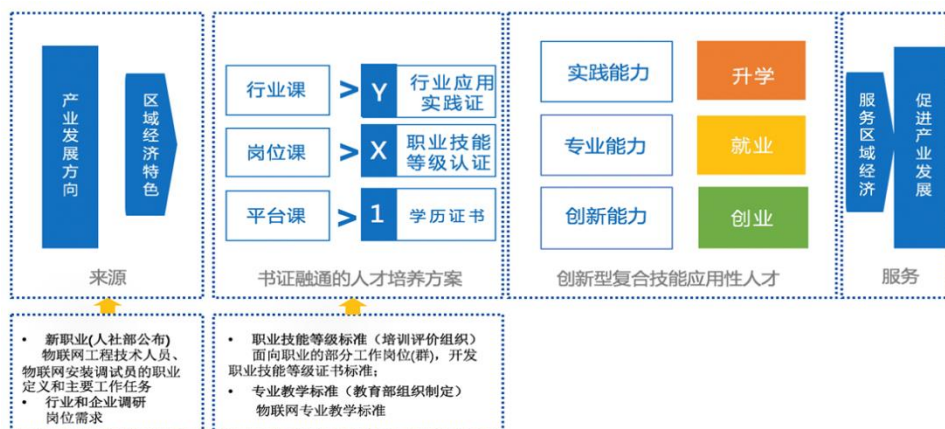 产业发展方向
区域经济特色
来源
行业课
>
Y
行业应用
实践证
岗位课
>
X
职业技能
等级认证
平台课
>
1
学历证书
书证融通的人才培养方案
实践能力
升学
专业能力
就业
创新能力
创业
创新型复合技能应用性人才
服务区域经济
促进产业发展
服务
• 新职业(人社部公布)
物联网工程技术人员、
物联网安装调试员的职业
定义和主要工作任务
• 行业和企业调研
岗位需求
• 职业技能等级标准（培训评价组织）
面向职业的部分工作岗位(群)，开发
职业技能等级证书标准；
• 专业教学标准（教育部组织制定）
物联网专业教学标准